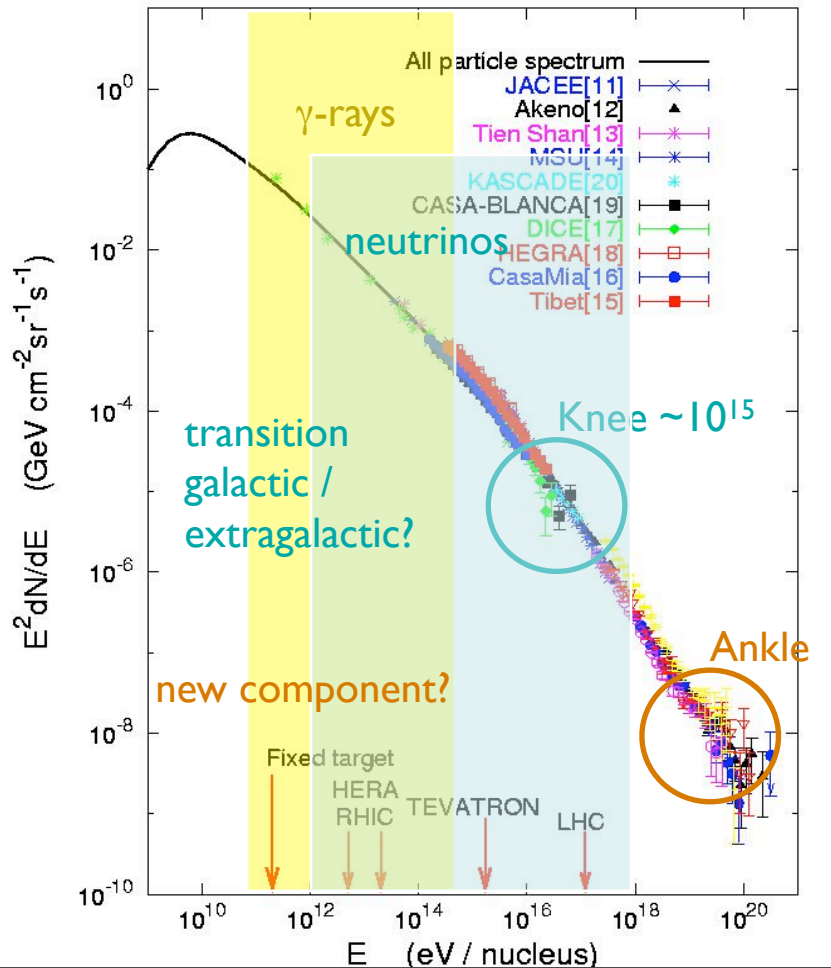 All particle spectrum
JACEE[11]
Akeno[12]
Tien Shan[13]
MSU[14]
KASCADE[20]
CASA-BLANCA[19]
DICE[17]
HEGRA[18]
CasaMia[16]
Tibet[15]
γ-rays
neutrinos
Knee ~10¹⁵
transition
galactic /
extragalactic?
Ankle
new component?
Fixed target
HERA
RHIC
TEVATRON
LHC
E²dN/dE (GeV cm⁻²sr⁻¹s⁻¹)
10⁰
10⁻²
10⁻⁴
10⁻⁶
10⁻⁸
10⁻¹⁰
10¹⁰ 10¹² 10¹⁴ 10¹⁶ 10¹⁸ 10²⁰
E (eV / nucleus)